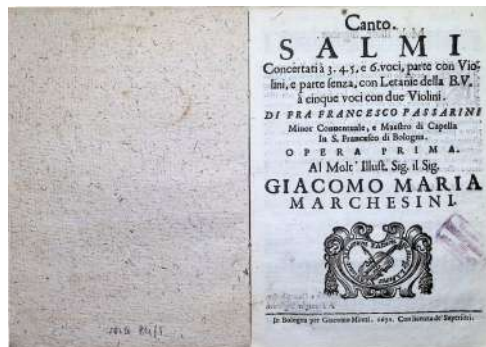 Canto.
SALMI
Concertati à 3. 4. 5. e 6. voci, parte con Vio-
lini, e parte senza, con Letanie della B.V.
à cinque voci con due Violini.
DI FRA FRANCESCO PASSARINI
Minor Conuentuale, e Maestro di Capella
In S. Francesco di Bologna.
OPERA PRIMA.
Al Molt' Illust. Sig. il Sig.
GIACOMO MARIA
MARCHESINI.
In Bologna per Giacomo Monti. Con licenza de' Superiori.